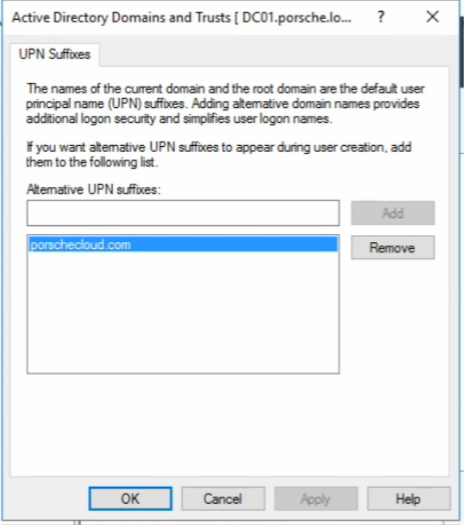 Active Directory Domains and Trusts [ DC01.porsche.lo...
?
UPN Suffixes
The names of the current domain and the root domain are the default user
principal name (UPN) suffixes. Adding alternative domain names provides
additional logon security and simplifies user logon names.
If you want alternative UPN suffixes to appear during user creation, add
them to the following list.
Alternative UPN suffixes:
Add
porschecloud.com
Remove
OK
Cancel
Apply
Help